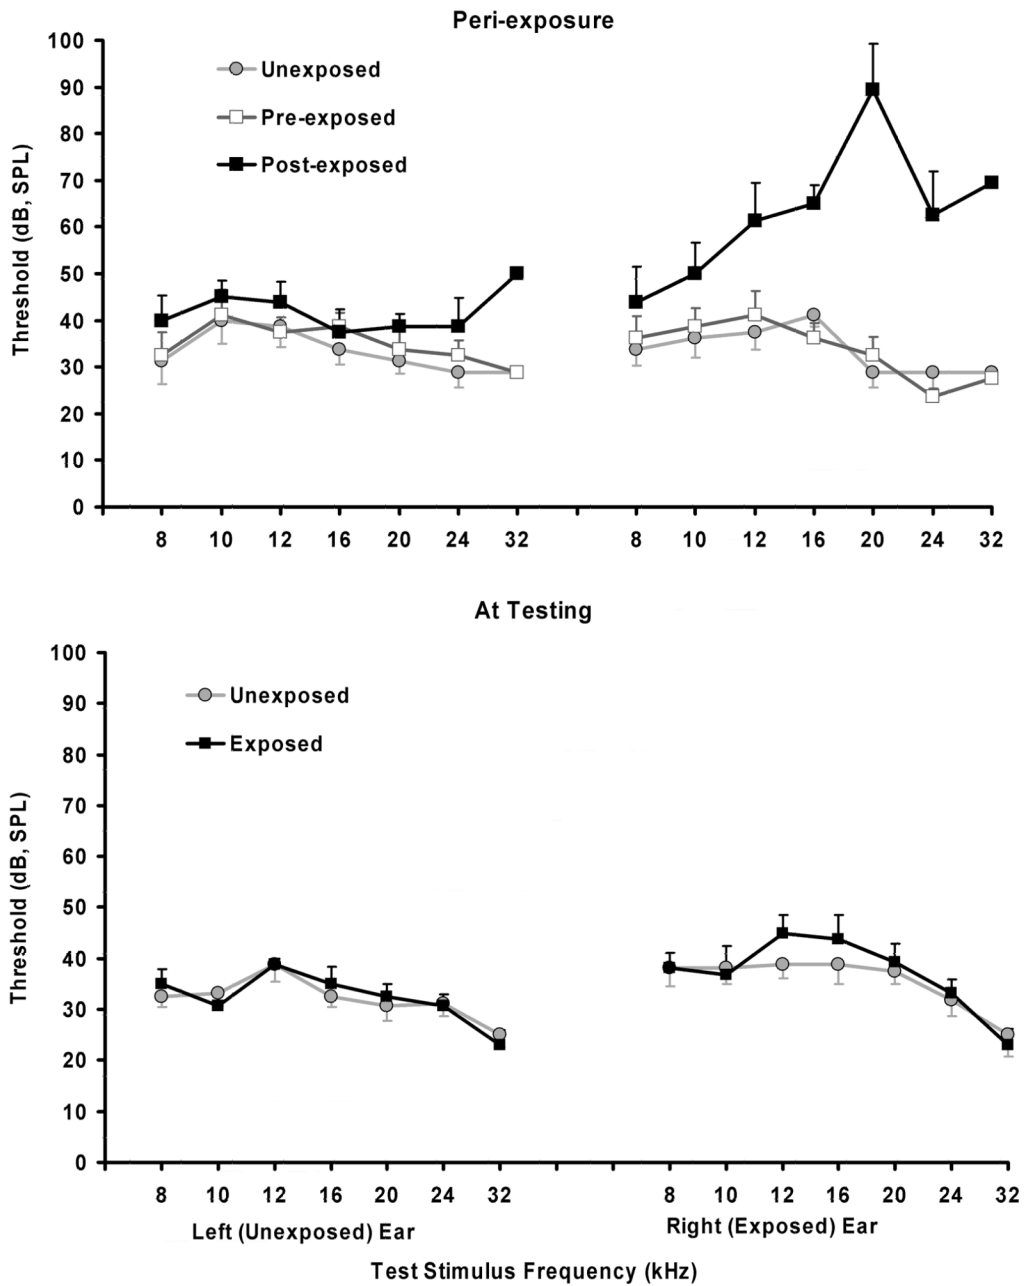 Peri-exposure
100
90
80
70
60
50
40
30
20
10
0
Threshold (dB, SPL)
Unexposed
Pre-exposed
Post-exposed
8 10 12 16 20 24 32 8 10 12 16 20 24 32
At Testing
100
90
80
70
60
50
40
30
20
10
0
Threshold (dB, SPL)
Unexposed
Exposed
8 10 12 16 20 24 32 8 10 12 16 20 24 32
Left (Unexposed) Ear Right (Exposed) Ear
Test Stimulus Frequency (kHz)